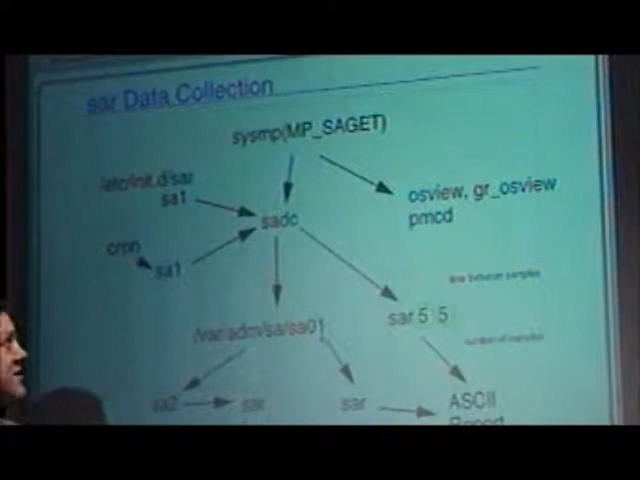 sar Data Collection
sysmp(MP_SAGET)
/etc/init.d/sar
sa1
osview, gr_osview
pmcd
sadc
cron
sa1
time between samples
/var/adm/sa/sa01
sar 5 5
number of samples
sa2
sar
sar
ASCII
Report